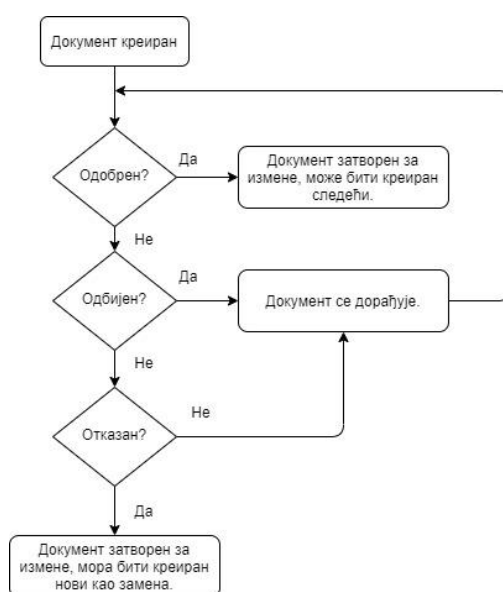 Документ креиран
Одобрен?
Да
Документ затворен за
измене, може бити креиран
следећи.
Не
Одбијен?
Да
Документ се дорађује.
Не
Отказан?
Не
Да
Документ затворен за
измене, мора бити креиран
нови као замена.